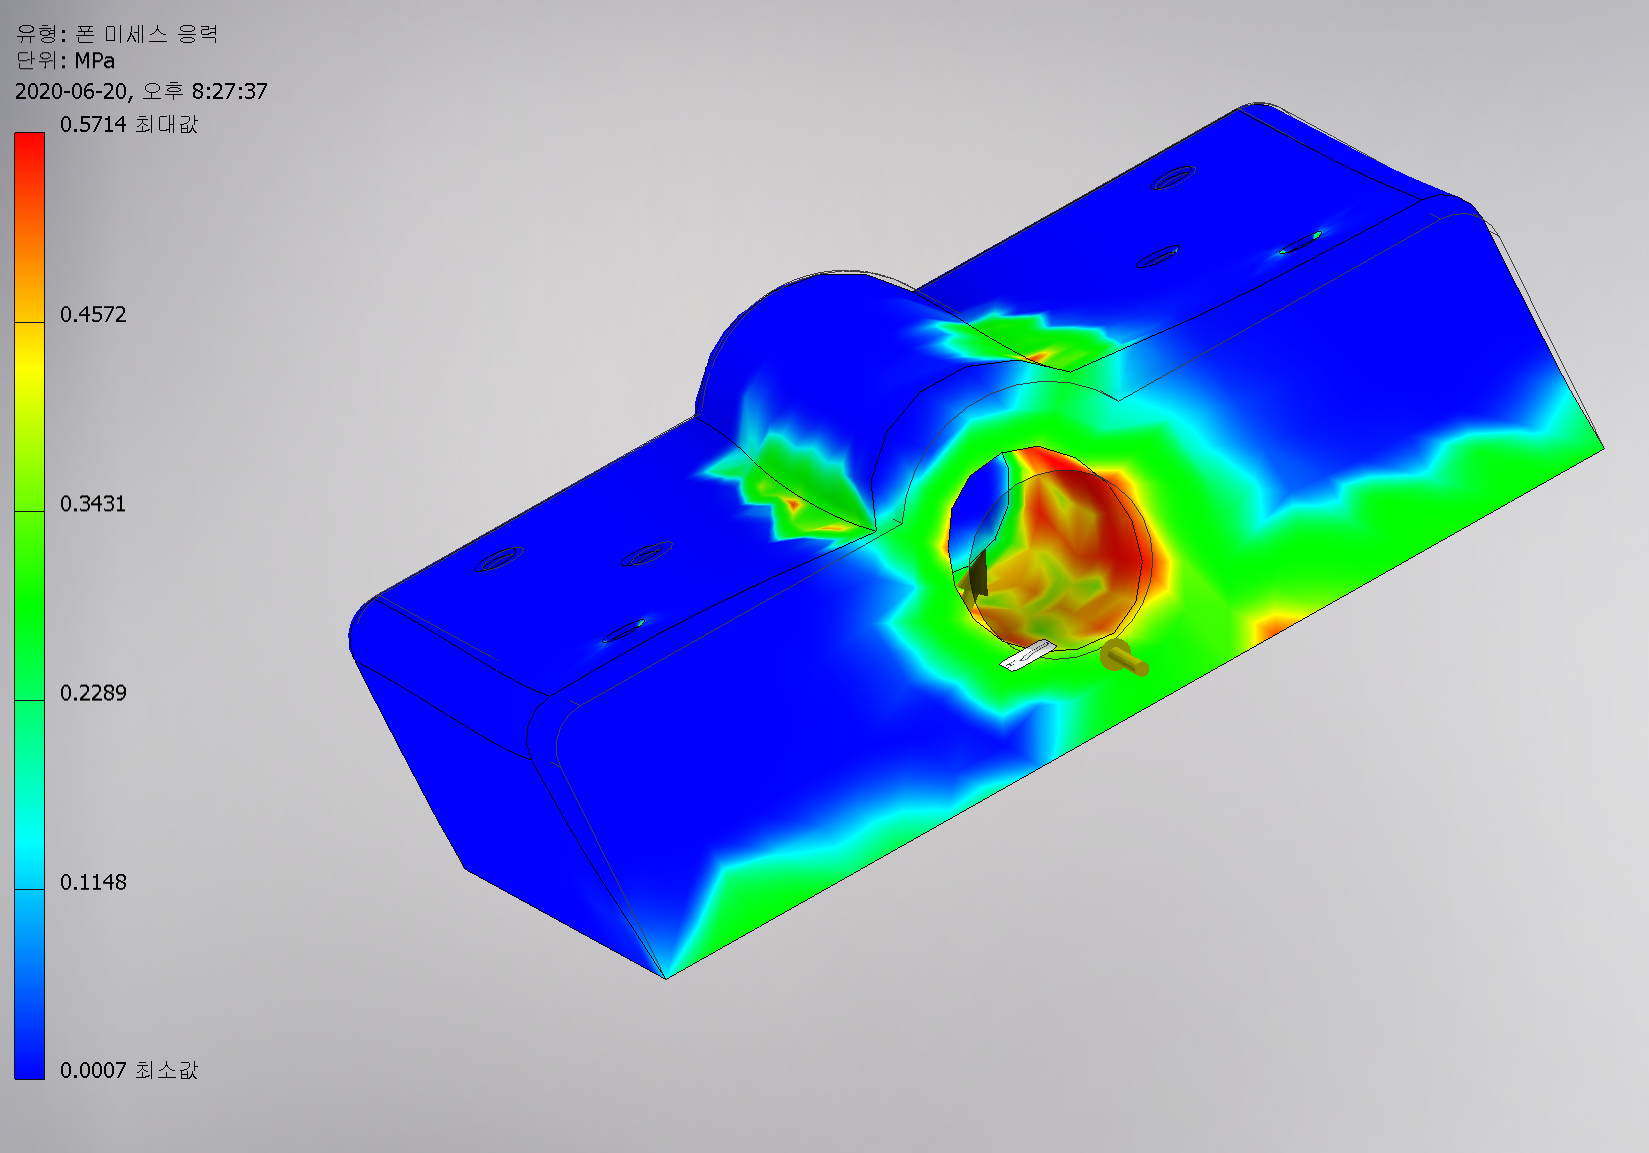 유형: 폰 미세스 응력
단위: MPa
2020-06-20, 오후 8:27:37
0.5714 최대값
0.4572
0.3431
0.2289
0.1148
0.0007 최소값